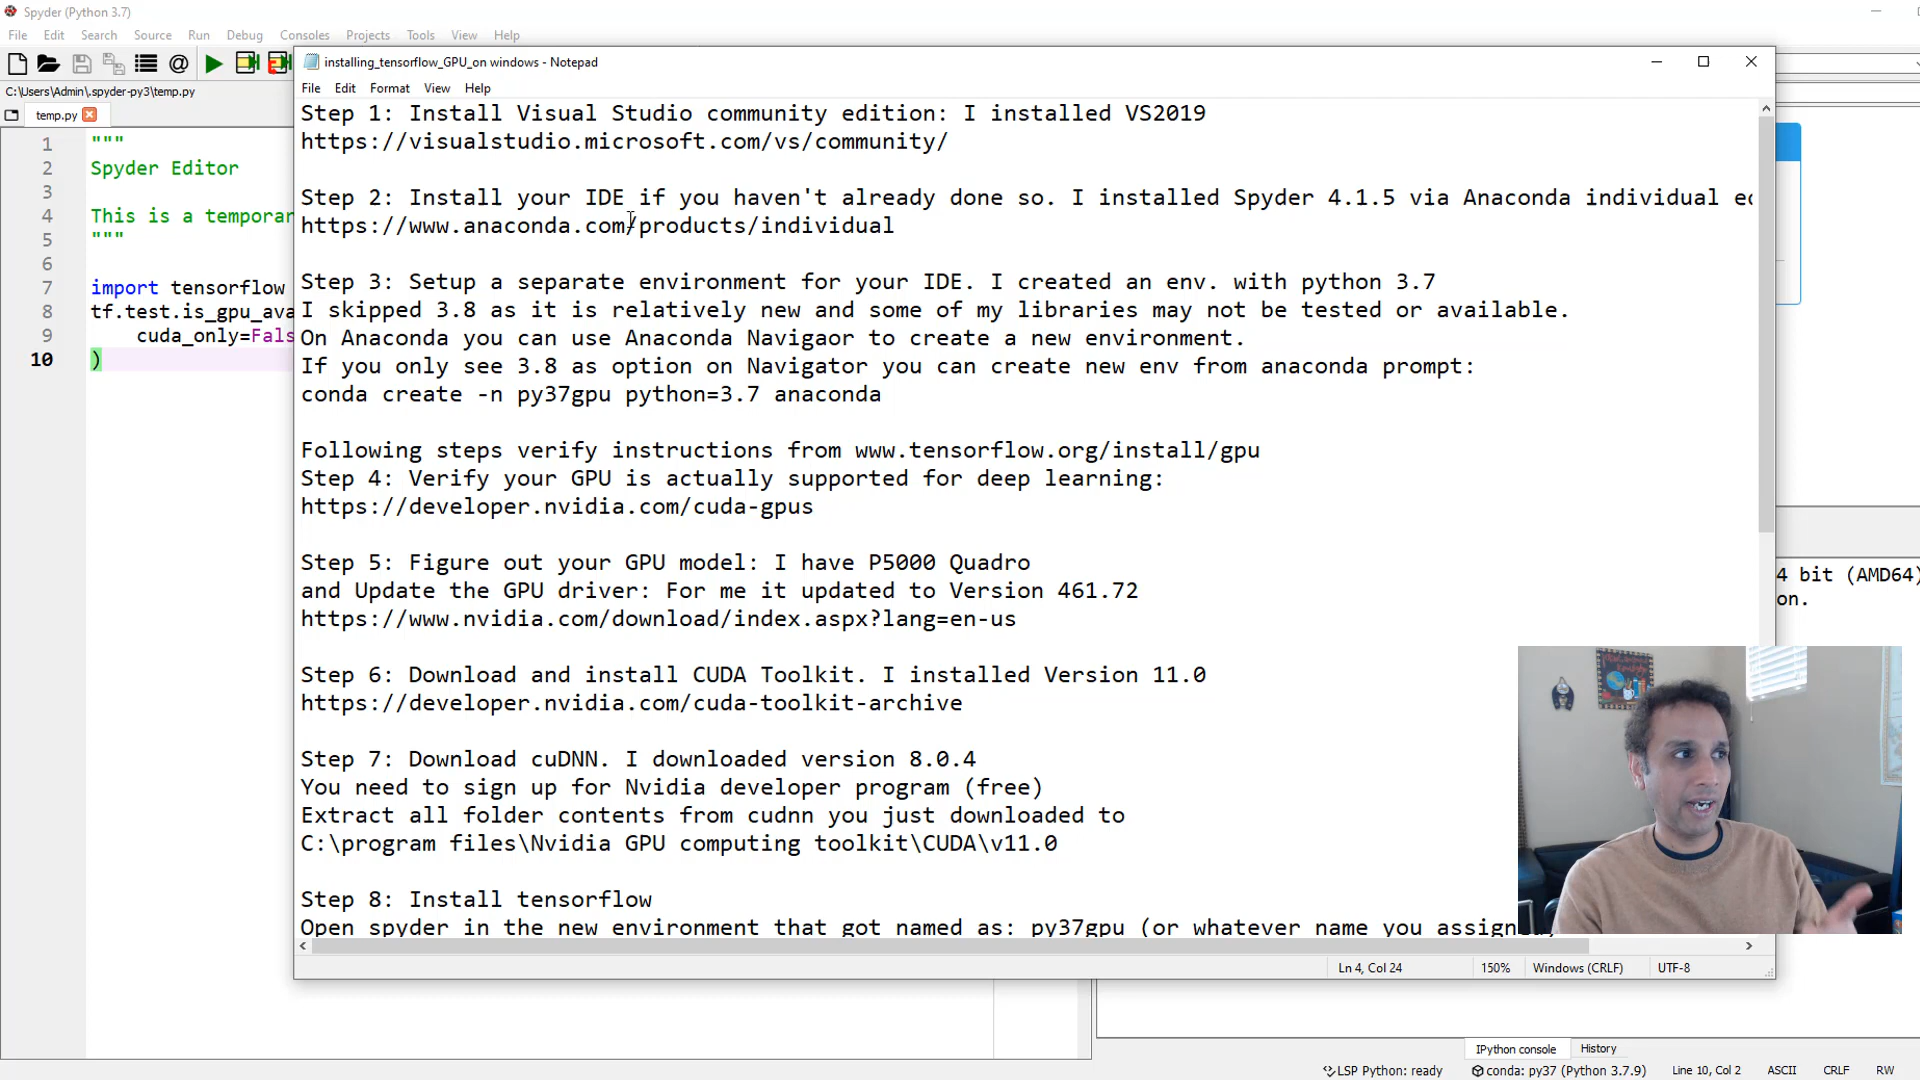 Spyder (Python 3.7)
File Edit Search Source Run Debug Consoles Projects Tools View Help
C:\Users\Admin\.spyder-py3\temp.py
temp.py
1 """
2 Spyder Editor
3
4 This is a temporar
5 """
6
7 import tensorflow
8 tf.test.is_gpu_ava
9 cuda_only=Fals
10 )
installing_tensorflow_GPU_on windows - Notepad
File Edit Format View Help
Step 1: Install Visual Studio community edition: I installed VS2019
https://visualstudio.microsoft.com/vs/community/
Step 2: Install your IDE if you haven't already done so. I installed Spyder 4.1.5 via Anaconda individual ed
https://www.anaconda.com/products/individual
Step 3: Setup a separate environment for your IDE. I created an env. with python 3.7
I skipped 3.8 as it is relatively new and some of my libraries may not be tested or available.
On Anaconda you can use Anaconda Navigaor to create a new environment.
If you only see 3.8 as option on Navigator you can create new env from anaconda prompt:
conda create -n py37gpu python=3.7 anaconda
Following steps verify instructions from www.tensorflow.org/install/gpu
Step 4: Verify your GPU is actually supported for deep learning:
https://developer.nvidia.com/cuda-gpus
Step 5: Figure out your GPU model: I have P5000 Quadro
and Update the GPU driver: For me it updated to Version 461.72
https://www.nvidia.com/download/index.aspx?lang=en-us
Step 6: Download and install CUDA Toolkit. I installed Version 11.0
https://developer.nvidia.com/cuda-toolkit-archive
Step 7: Download cuDNN. I downloaded version 8.0.4
You need to sign up for Nvidia developer program (free)
Extract all folder contents from cudnn you just downloaded to
C:\program files\Nvidia GPU computing toolkit\CUDA\v11.0
Step 8: Install tensorflow
Open spyder in the new environment that got named as: py37gpu (or whatever name you assigned)
Ln 4, Col 24 150% Windows (CRLF) UTF-8
4 bit (AMD64)
on.
IPython console History
LSP Python: ready conda: py37 (Python 3.7.9) Line 10, Col 2 ASCII CRLF RW